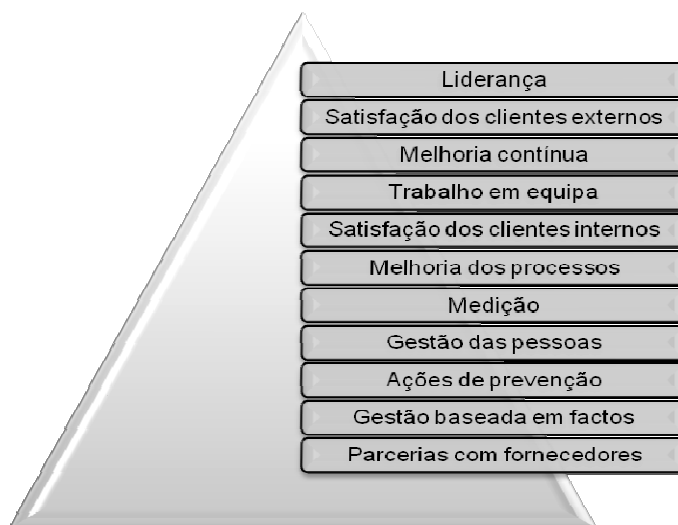 Liderança
Satisfação dos clientes externos
Melhoria contínua
Trabalho em equipa
Satisfação dos clientes internos
Melhoria dos processos
Medição
Gestão das pessoas
Ações de prevenção
Gestão baseada em factos
Parcerias com fornecedores